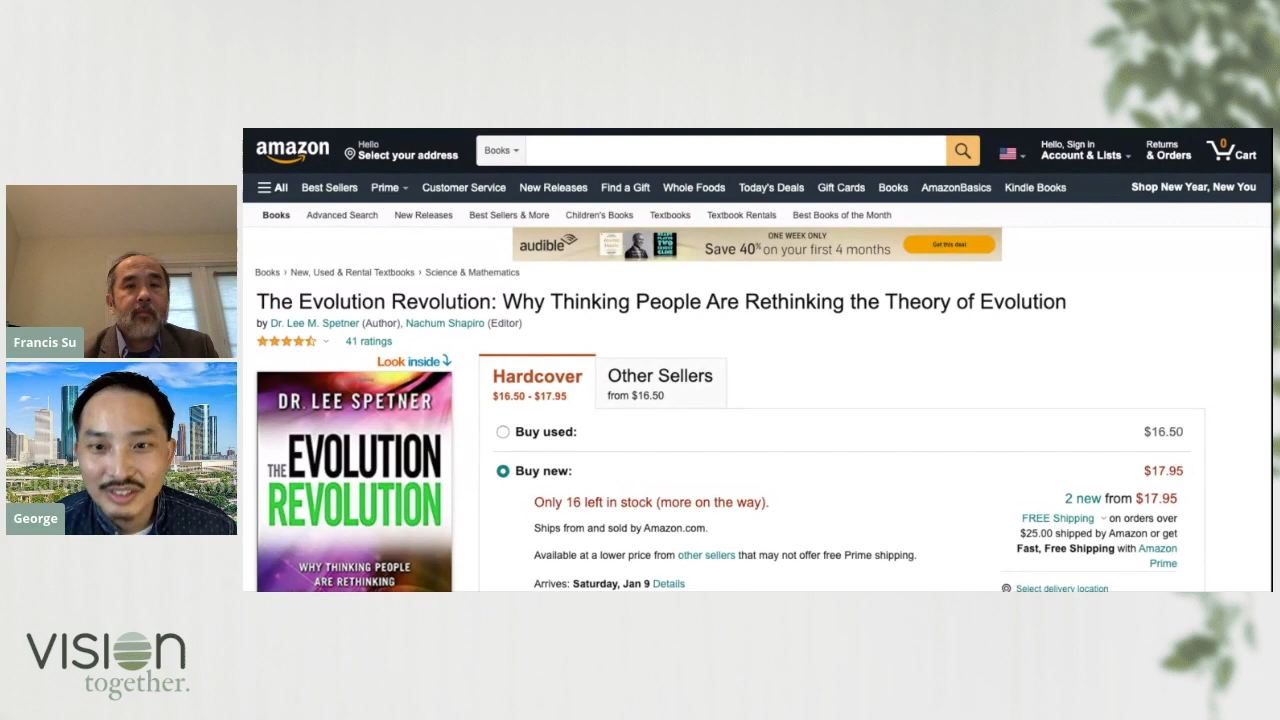 amazon
Hello
Select your address
Books
0
Hello, Sign in
Account & Lists
Returns
& Orders
Cart
All Best Sellers Prime Customer Service New Releases Find a Gift Whole Foods Today's Deals Gift Cards Books AmazonBasics Kindle Books Shop New Year, New You
Books Advanced Search New Releases Best Sellers & More Children's Books Textbooks Textbook Rentals Best Books of the Month
audible
ONE WEEK ONLY
Save 40% on your first 4 months
Get this deal
Books › New, Used & Rental Textbooks › Science & Mathematics
The Evolution Revolution: Why Thinking People Are Rethinking the Theory of Evolution
by Dr. Lee M. Spetner (Author), Nachum Shapiro (Editor)
41 ratings
Look inside
DR. LEE SPETNER
THE EVOLUTION
REVOLUTION
WHY THINKING PEOPLE
ARE RETHINKING
Hardcover
$16.50 - $17.95
Other Sellers
from $16.50
Buy used: $16.50
Buy new: $17.95
Only 16 left in stock (more on the way).
Ships from and sold by Amazon.com.
Available at a lower price from other sellers that may not offer free Prime shipping.
Arrives: Saturday, Jan 9 Details
2 new from $17.95
FREE Shipping on orders over
$25.00 shipped by Amazon or get
Fast, Free Shipping with Amazon
Prime
Select delivery location
Francis Su
George
VISION
together.